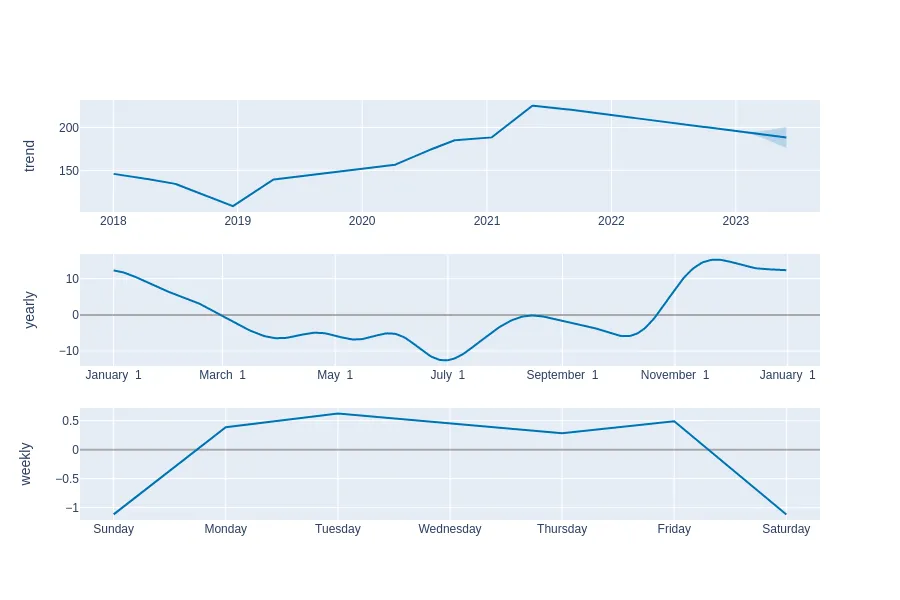 trend
200
150
2018 2019 2020 2021 2022 2023
yearly
10
0
−10
January 1 March 1 May 1 July 1 September 1 November 1 January 1
weekly
0.5
0
−0.5
−1
Sunday Monday Tuesday Wednesday Thursday Friday Saturday